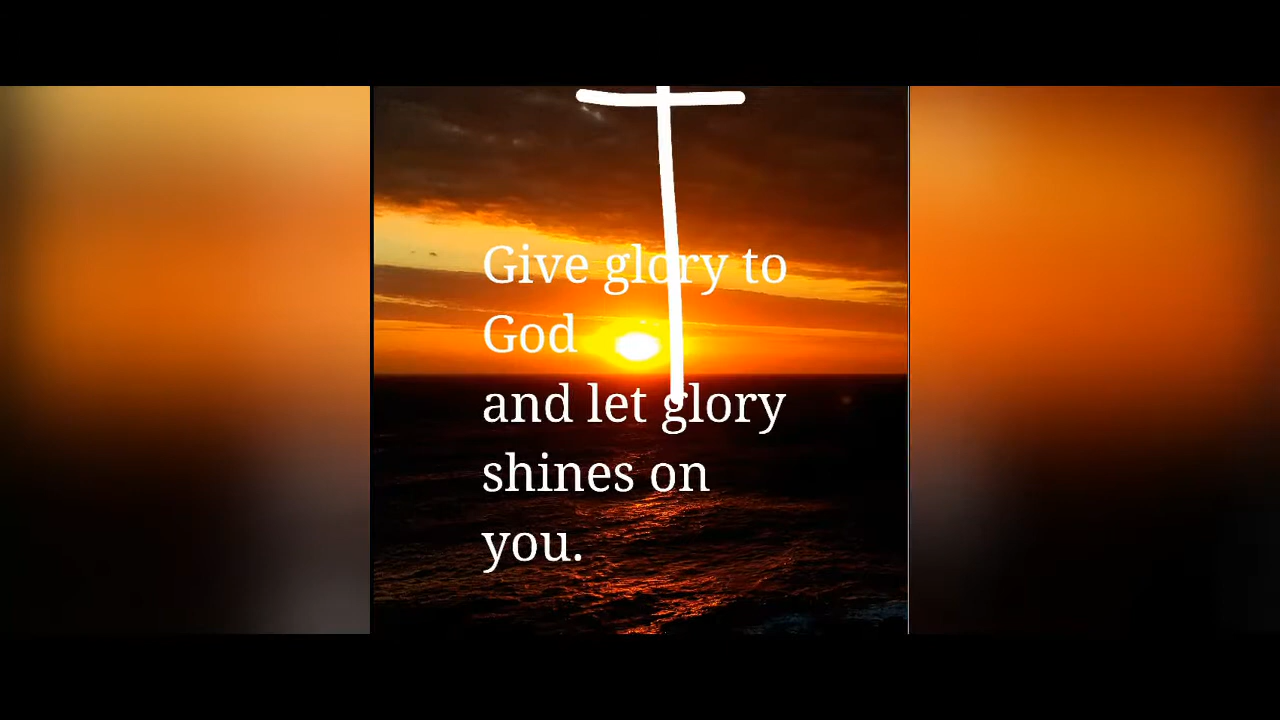 Give glory to
God
and let glory
shines on
you.